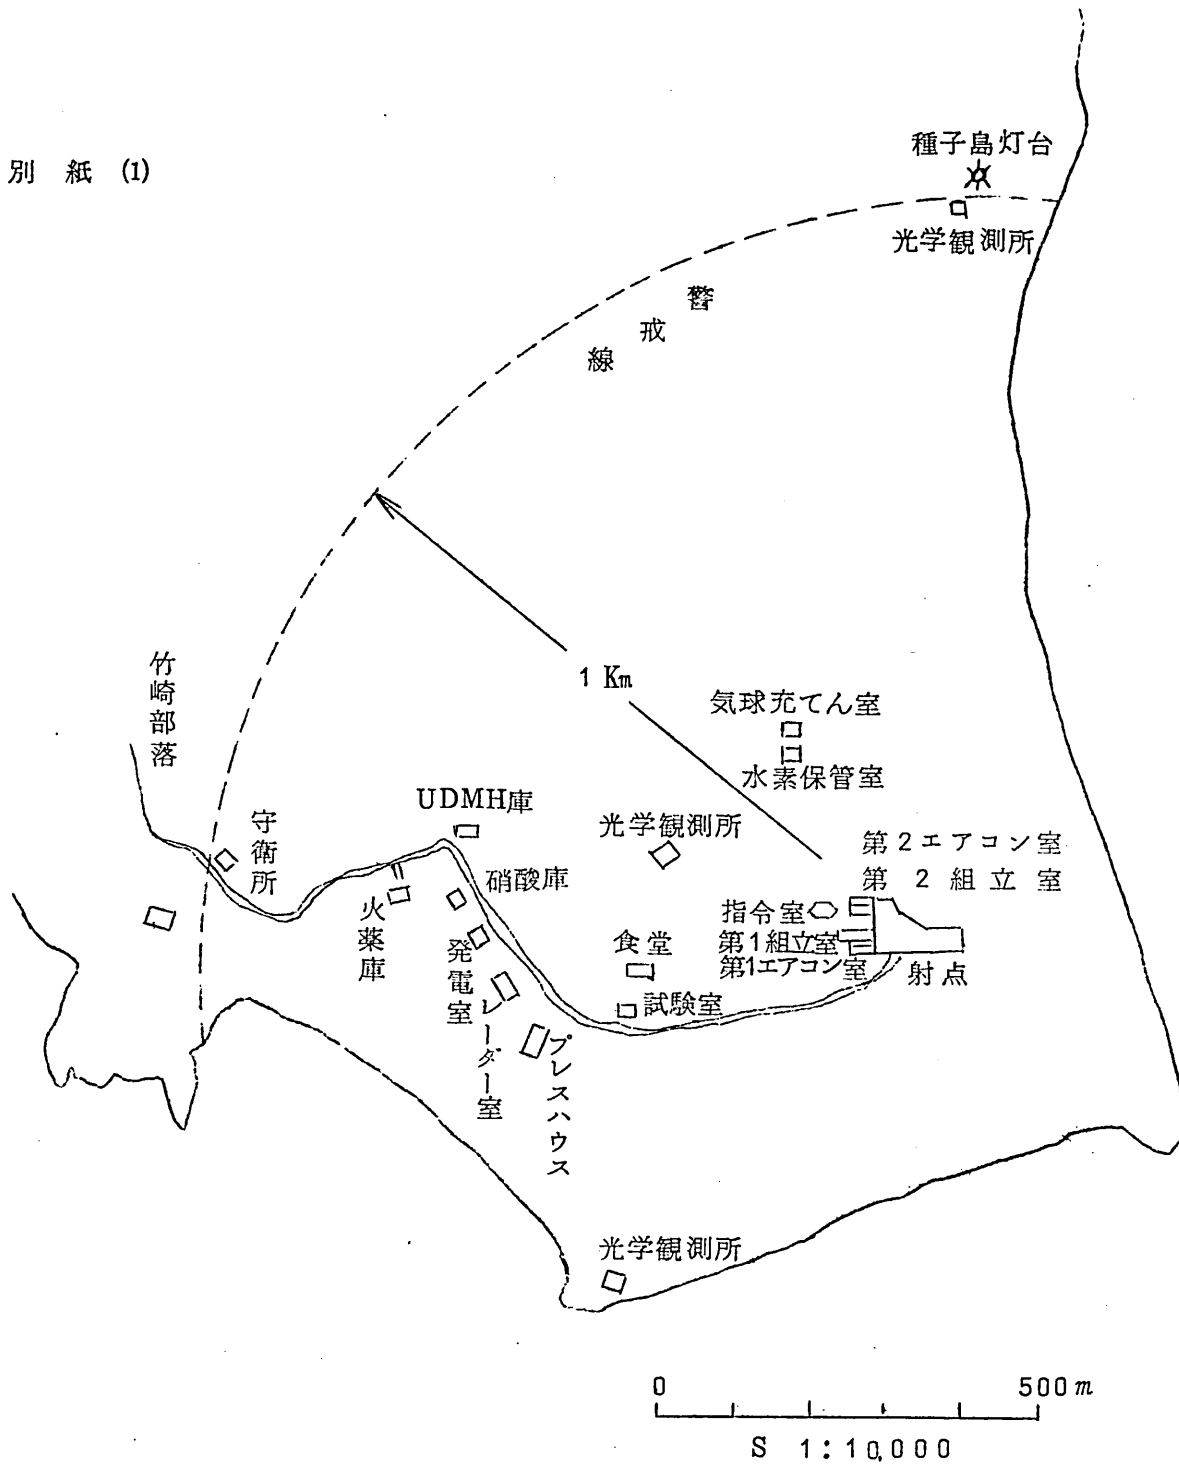 別紙 (1)
種子島灯台
光学観測所
警戒線
1 Km
竹崎部落
気球充てん室
水素保管室
UDMH庫
守衛所
光学観測所
第2エアコン室
第2組立室
硝酸庫
火薬庫
指令室
第1組立室
第1エアコン室
射点
食堂
発電室
試験室
レーダー室
プレスハウス
光学観測所
0 500m
S 1:10,000